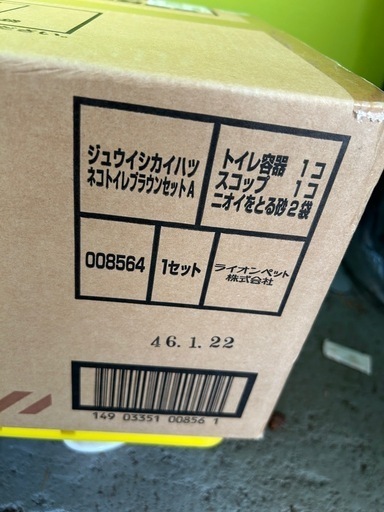 ジュウイシカイハツ
ネコトイレブラウンセットA
トイレ容器 1コ
スコップ 1コ
ニオイをとる砂2袋
008564
1セット
ライオンペット
株式会社
46.1.22
149 03351 00856 1